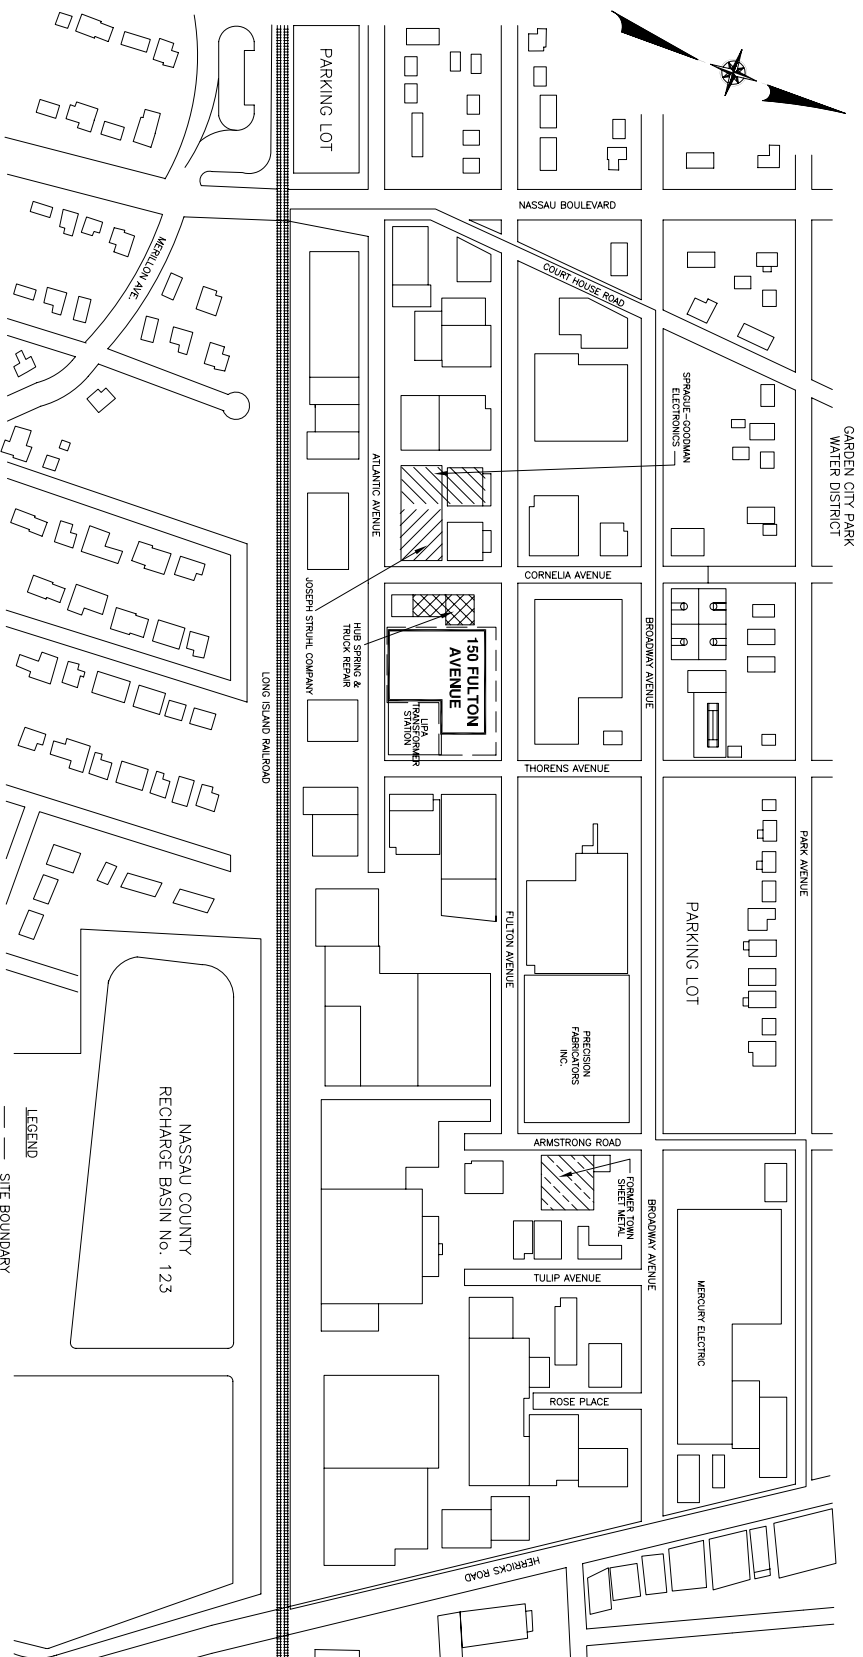 PARKING LOT
NASSAU BOULEVARD
MERILLON AVE.
COURT HOUSE ROAD
SPRAGUE-GOODMAN
ELECTRONICS
GARDEN CITY PARK
WATER DISTRICT
ATLANTIC AVENUE
CORNELIA AVENUE
JOSEPH STRUHL COMPANY
HUB SPRING &
TRUCK REPAIR
150 FULTON
AVENUE
BROADWAY AVENUE
LIPA
TRANSFORMER
STATION
LONG ISLAND RAILROAD
THORENS AVENUE
PARK AVENUE
PARKING LOT
FULTON AVENUE
PRECISION
FABRICATORS
INC.
ARMSTRONG ROAD
FORMER TOWN
SHEET METAL
BROADWAY AVENUE
NASSAU COUNTY
RECHARGE BASIN No. 123
LEGEND
SITE BOUNDARY
TULIP AVENUE
MERCURY ELECTRIC
ROSE PLACE
HERRICKS ROAD